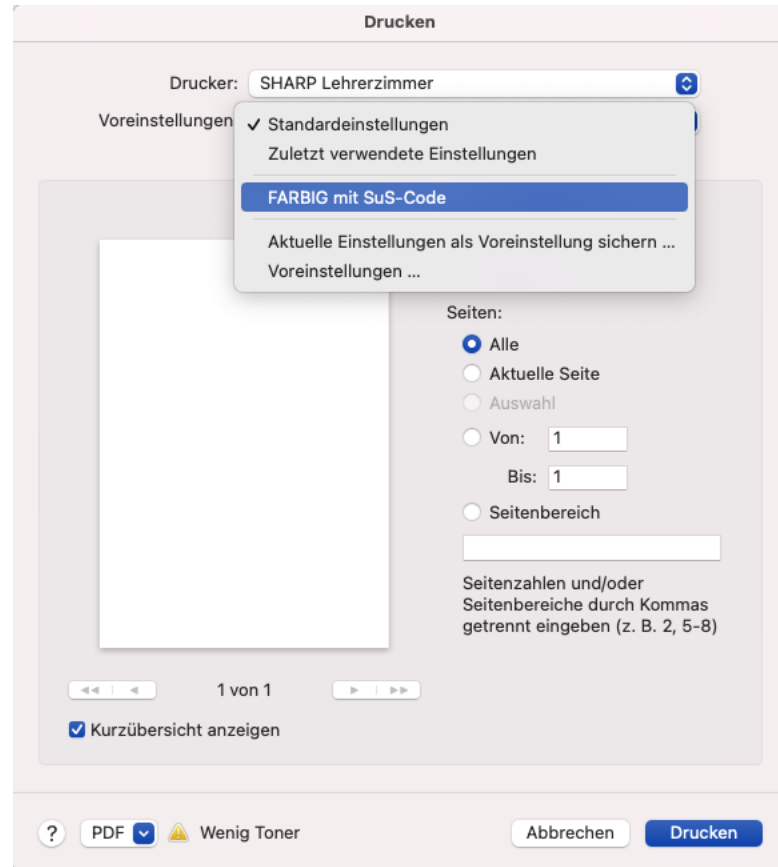 Drucken
Drucker: SHARP Lehrerzimmer
Voreinstellungen
✓ Standardeinstellungen
Zuletzt verwendete Einstellungen
FARBIG mit SuS-Code
Aktuelle Einstellungen als Voreinstellung sichern ...
Voreinstellungen ...
Seiten:
Alle
Aktuelle Seite
Auswahl
Von: 1
Bis: 1
Seitenbereich
Seitenzahlen und/oder
Seitenbereiche durch Kommas
getrennt eingeben (z. B. 2, 5-8)
1 von 1
Kurzübersicht anzeigen
? PDF Wenig Toner Abbrechen Drucken